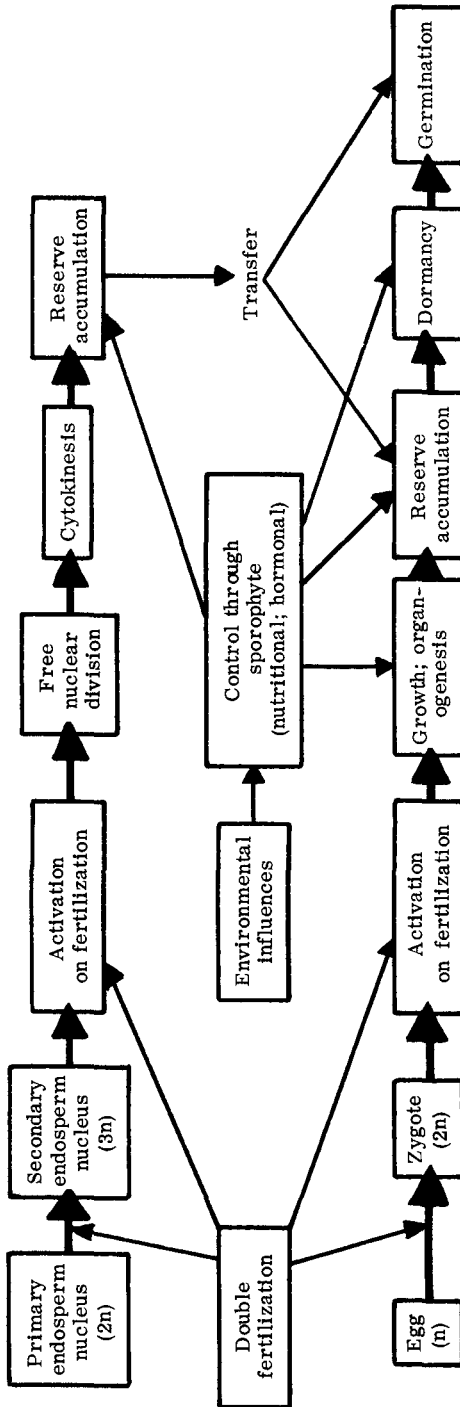 Primary
endosperm
nucleus
(2n)
Secondary
endosperm
nucleus
(3n)
Activation
on fertilization
Free
nuclear
division
Cytokinesis
Reserve
accumulation
Double
fertilization
Environmental
influences
Control through
sporophyte
(nutritional; hormonal)
Transfer
Egg
(n)
Zygote
(2n)
Activation
on fertilization
Growth; organ-
ogenesis
Reserve
accumulation
Dormancy
Germination